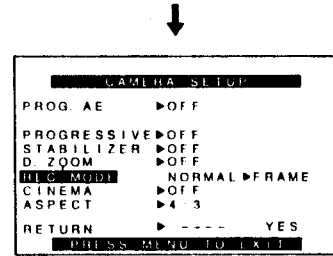 CAMERA SETUP
PROG. AE ▶OFF
PROGRESSIVE▶OFF
STABILIZER ▶OFF
D. ZOOM ▶OFF
REC MODE NORMAL▶FRAME
CINEMA ▶OFF
ASPECT ▶4:3
RETURN ▶ ---- YES
PRESS MENU TO EXIT